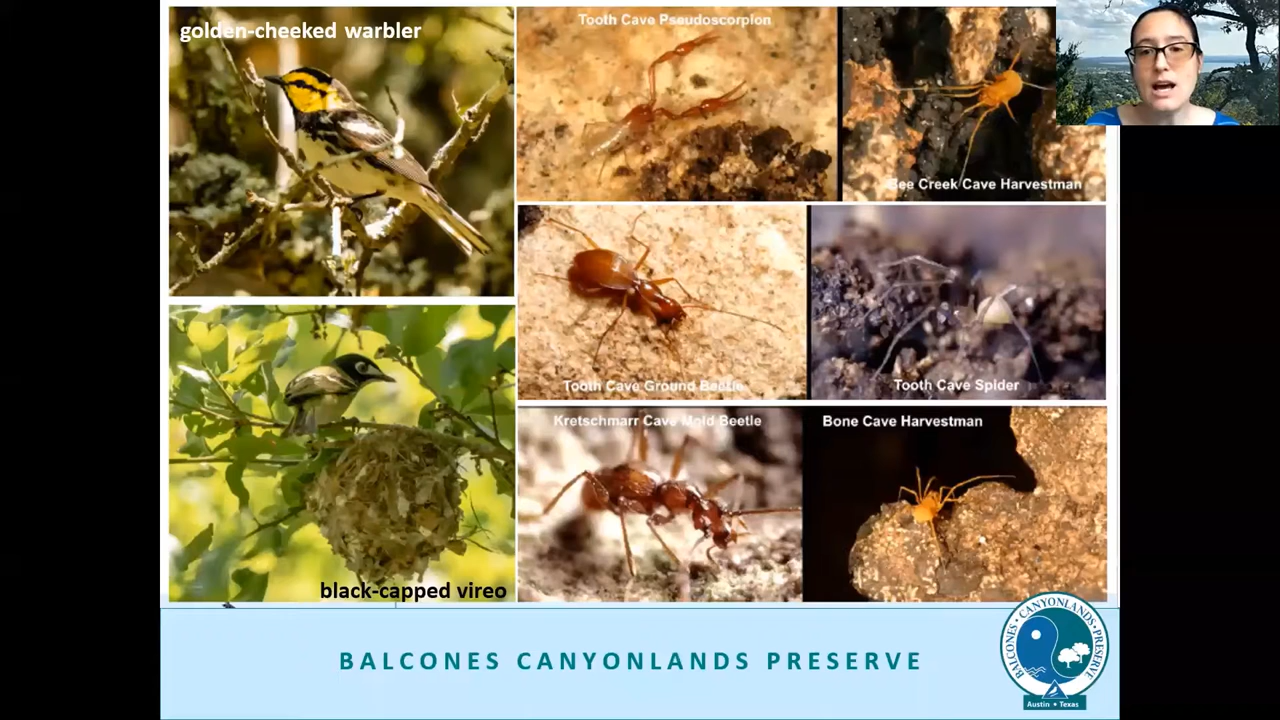 golden-cheeked warbler
Tooth Cave Pseudoscorpion
Bee Creek Cave Harvestman
Tooth Cave Ground Beetle
Tooth Cave Spider
Kretschmarr Cave Mold Beetle
Bone Cave Harvestman
black-capped vireo
BALCONES CANYONLANDS PRESERVE
BALCONES • CANYONLANDS • PRESERVE
Austin • Texas